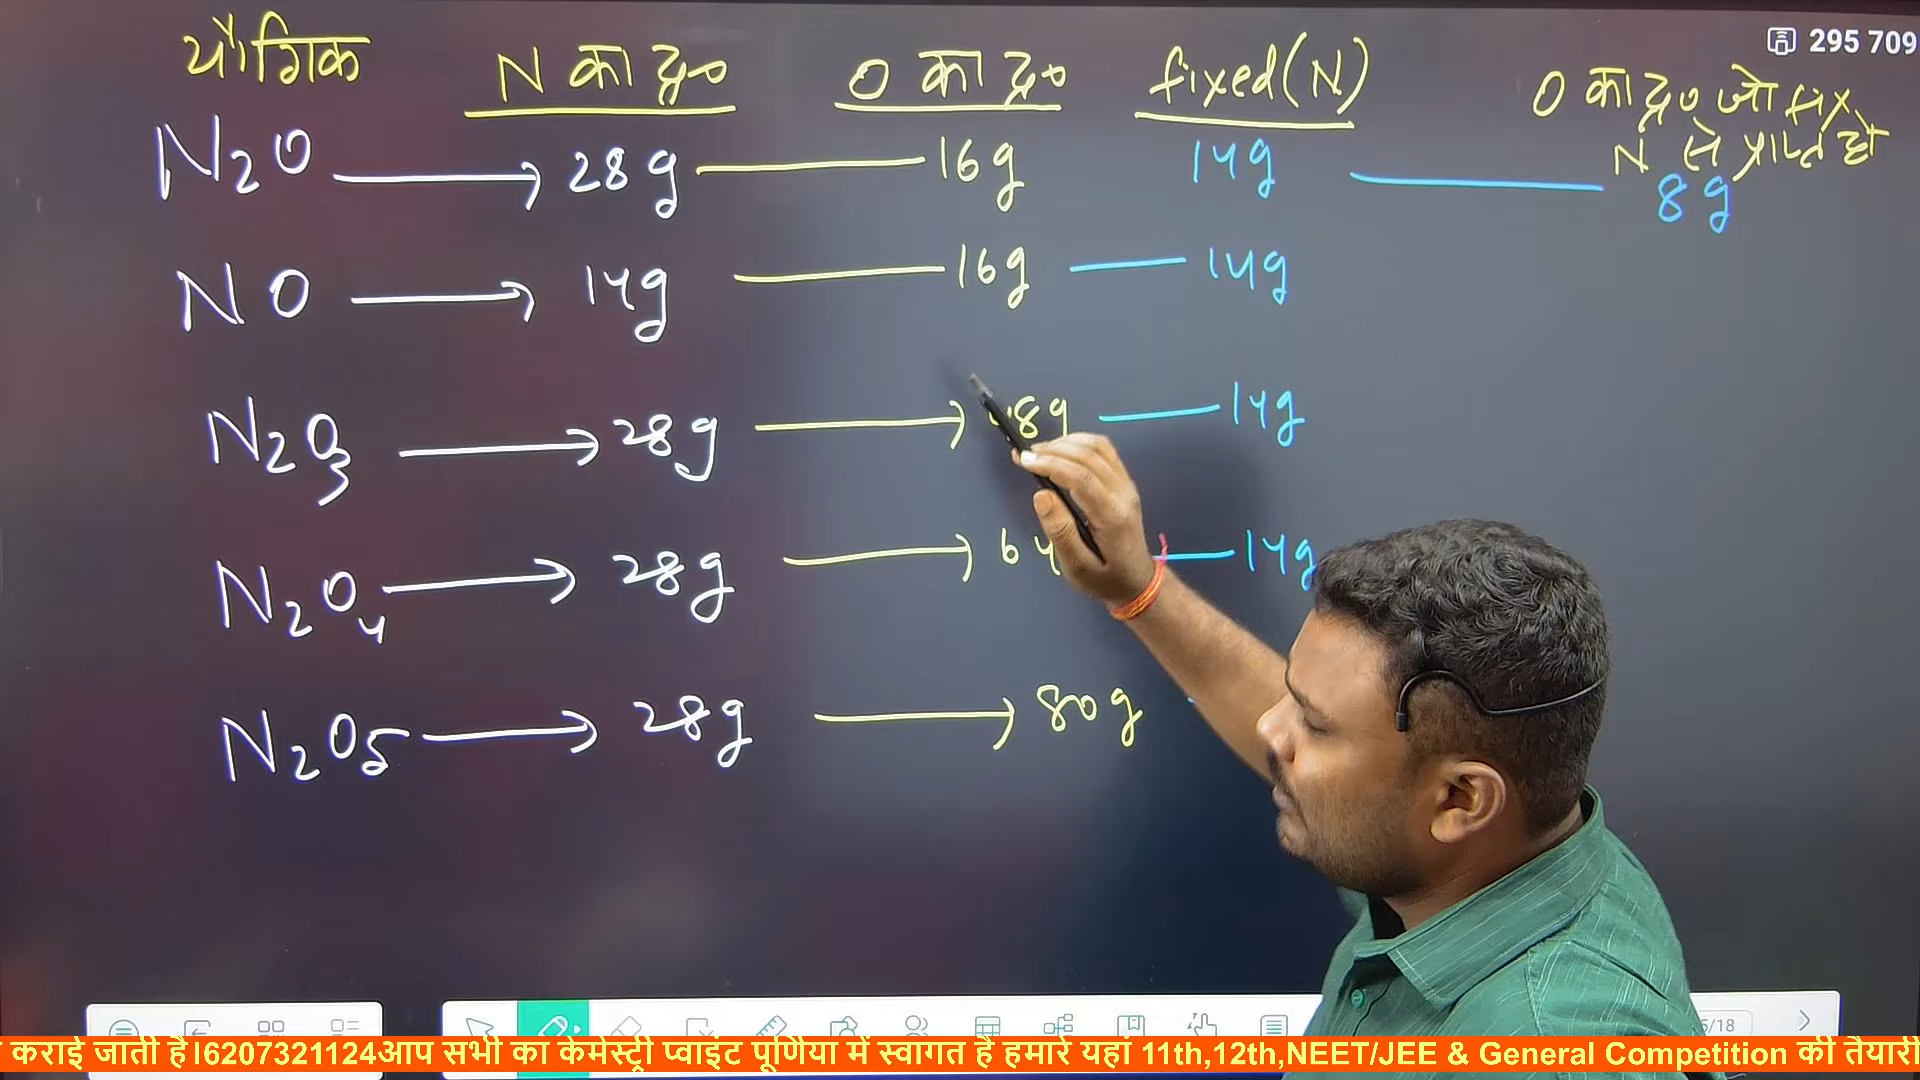 यौगिक N का द्र० O का द्र० fixed(N) O का द्र० जो fix
N से प्राप्त हो
N2O → 28g — 16g 14g — 8g
NO → 14g — 16g — 14g
N2O3 → 28g → 48g — 14g
N2O4 → 28g → 64 — 14g
N2O5 → 28g → 80g
295 709
5/18
कराई जाती है।6207321124आप सभी का केमेस्ट्री प्वाइंट पूर्णिया में स्वागत है हमारे यहां 11th,12th,NEET/JEE & General Competition की तैयारी